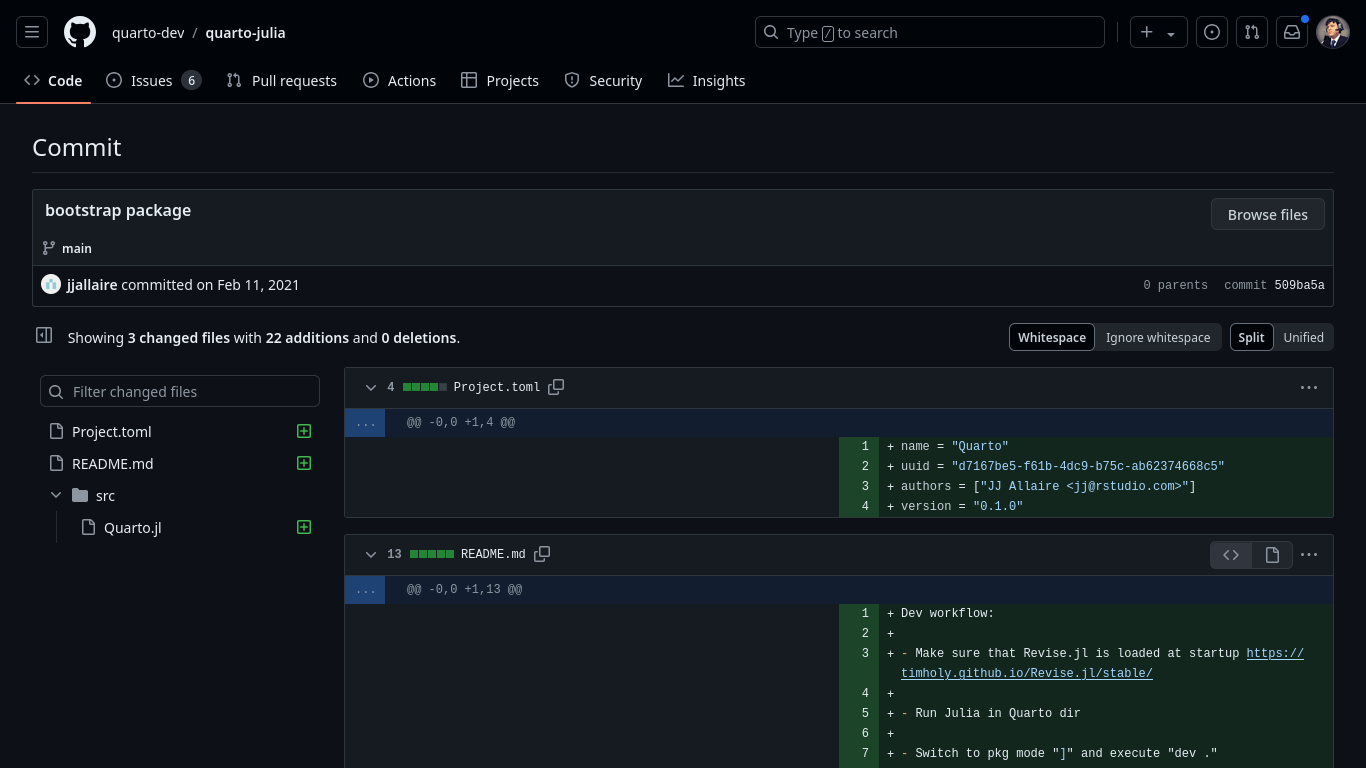 quarto-dev / quarto-julia
Type / to search
Code
Issues 6
Pull requests
Actions
Projects
Security
Insights
Commit
bootstrap package
Browse files
main
jjallaire committed on Feb 11, 2021
0 parents commit 509ba5a
Showing 3 changed files with 22 additions and 0 deletions.
Whitespace Ignore whitespace
Split Unified
Filter changed files
Project.toml
README.md
src
Quarto.jl
4 Project.toml
... @@ -0,0 +1,4 @@
1 + name = "Quarto"
2 + uuid = "d7167be5-f61b-4dc9-b75c-ab62374668c5"
3 + authors = ["JJ Allaire <jj@rstudio.com>"]
4 + version = "0.1.0"
13 README.md
... @@ -0,0 +1,13 @@
1 + Dev workflow:
2 +
3 + - Make sure that Revise.jl is loaded at startup https://
timholy.github.io/Revise.jl/stable/
4 +
5 + - Run Julia in Quarto dir
6 +
7 + - Switch to pkg mode "]" and execute "dev ."